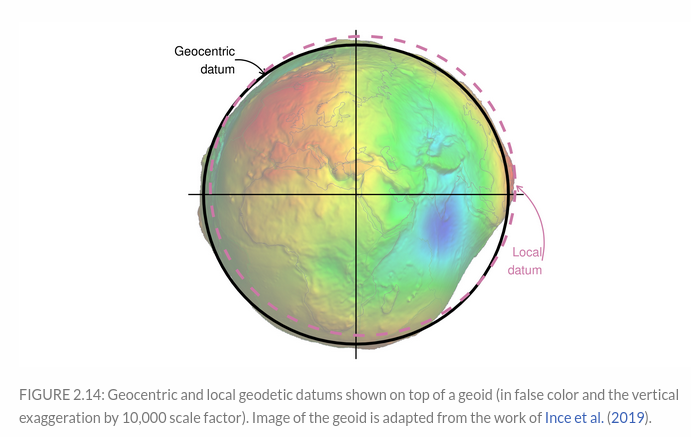 Geocentric
datum
Local
datum
FIGURE 2.14: Geocentric and local geodetic datums shown on top of a geoid (in false color and the vertical
exaggeration by 10,000 scale factor). Image of the geoid is adapted from the work of Ince et al. (2019).